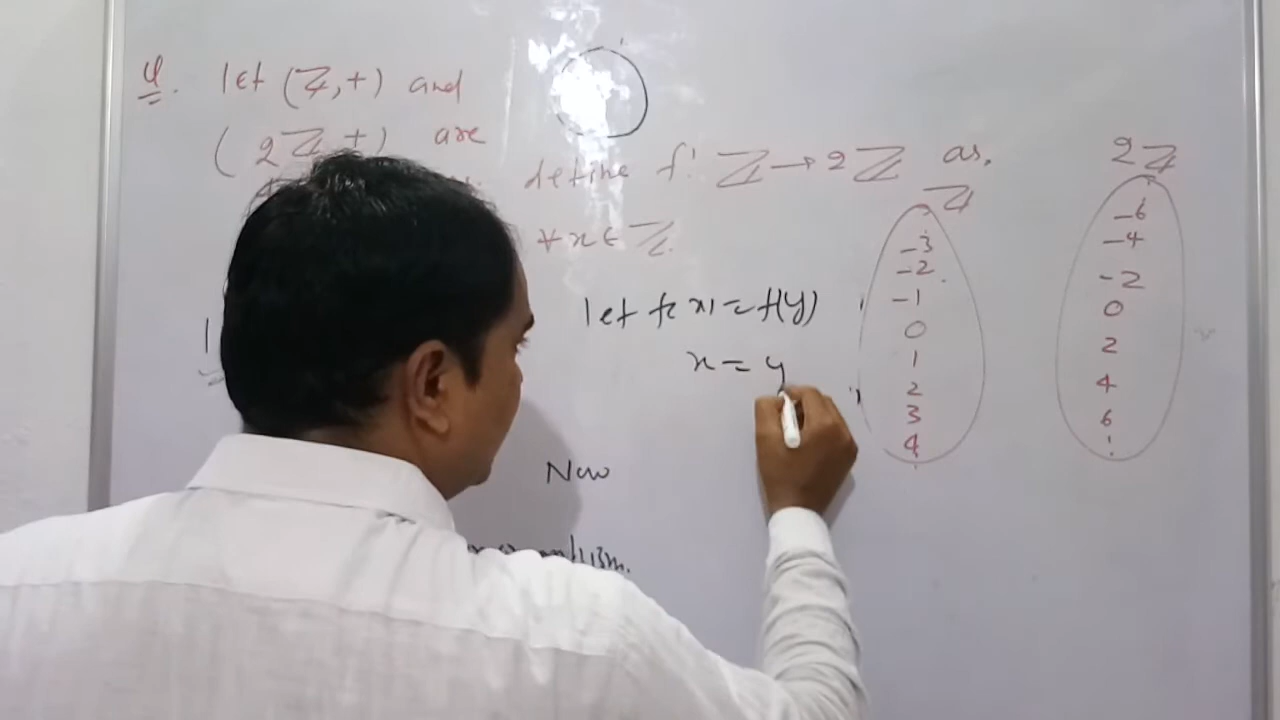 φ. let (ℤ, +) and
(2ℤ, +) are
define f: ℤ → 2ℤ as.
∀ x ∈ ℤ.
let f(x) = f(y)
x = y
Now
ℤ
-3
-2
-1
0
1
2
3
4
2ℤ
-6
-4
-2
0
2
4
6